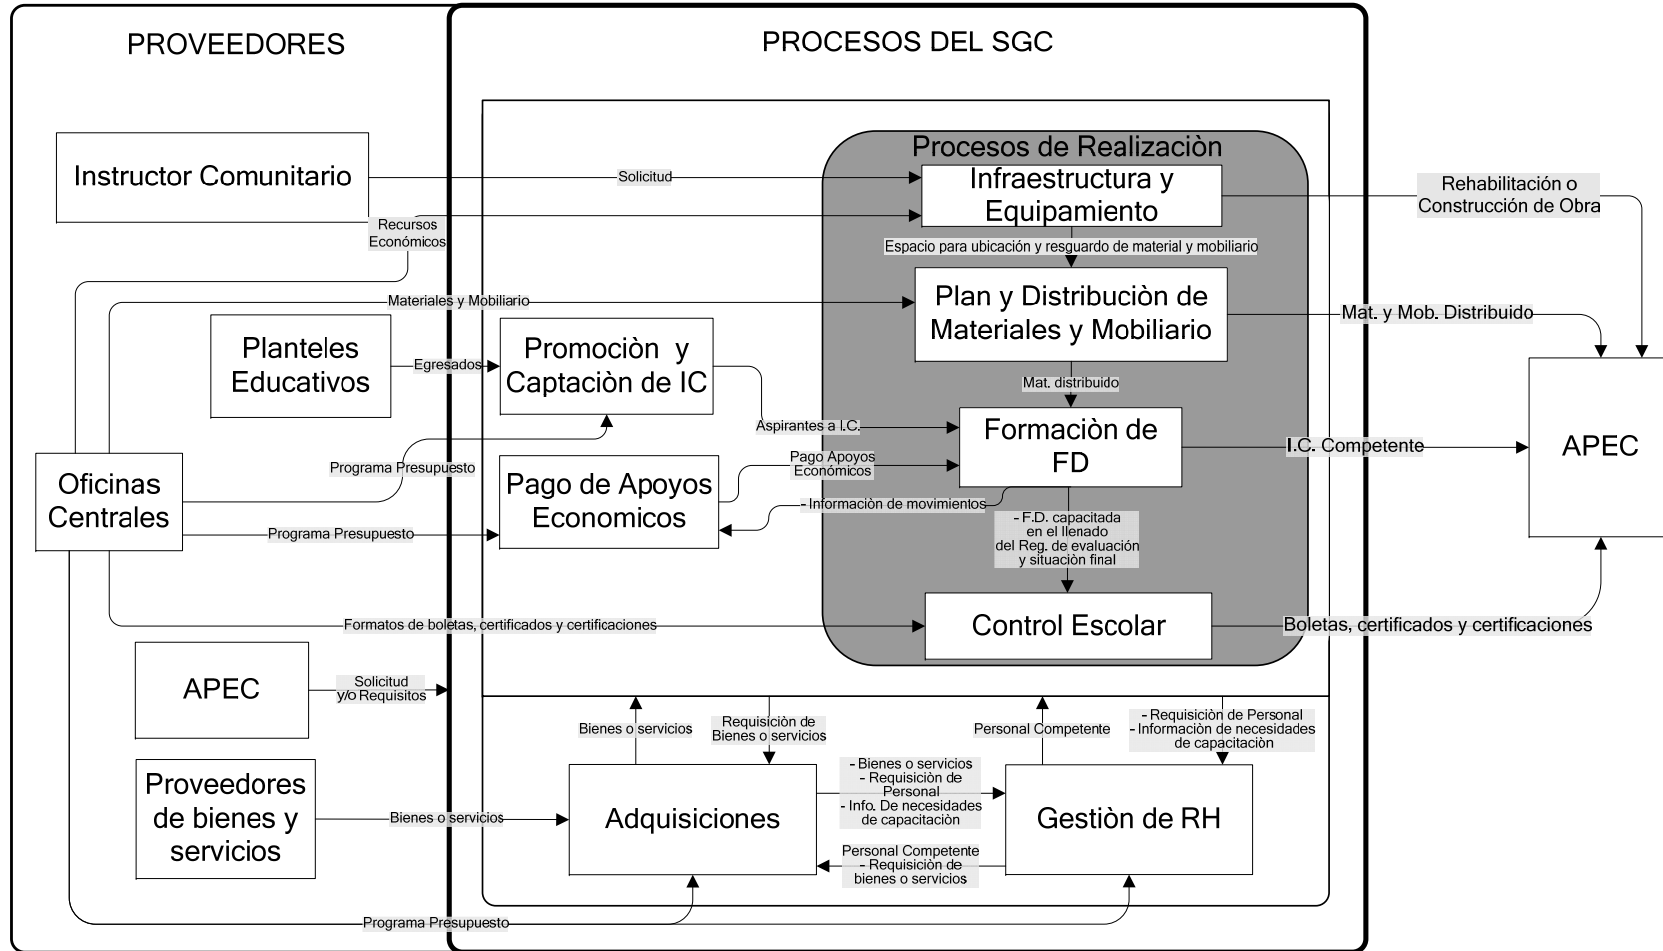 PROVEEDORES
PROCESOS DEL SGC
Procesos de Realizaciòn
Instructor Comunitario
Solicitud
Infraestructura y
Equipamiento
Rehabilitación o
Construcción de Obra
Recursos
Económicos
Espacio para ubicación y resguardo de material y mobiliario
Materiales y Mobiliario
Plan y Distribuciòn de
Materiales y Mobiliario
Mat. y Mob. Distribuido
Planteles
Educativos
Egresados
Promociòn y
Captaciòn de IC
Mat. distribuido
Aspirantes a I.C.
Formaciòn de
FD
I.C. Competente
APEC
Programa Presupuesto
Pago Apoyos
Económicos
Oficinas
Centrales
Pago de Apoyos
Economicos
- Informaciòn de movimientos
Programa Presupuesto
- F.D. capacitada
en el llenado
del Reg. de evaluación
y situaciòn final
Formatos de boletas, certificados y certificaciones
Control Escolar
Boletas, certificados y certificaciones
APEC
Solicitud
y/o Requisitos
Bienes o servicios
Requisiciòn de
Bienes o servicios
Personal Competente
- Requisiciòn de Personal
- Informaciòn de necesidades
de capacitaciòn
Proveedores
de bienes y
servicios
Bienes o servicios
Adquisiciones
- Bienes o servicios
- Requisiciòn de
Personal
- Info. De necesidades
de capacitaciòn
Gestiòn de RH
Personal Competente
- Requisiciòn de
bienes o servicios
Programa Presupuesto